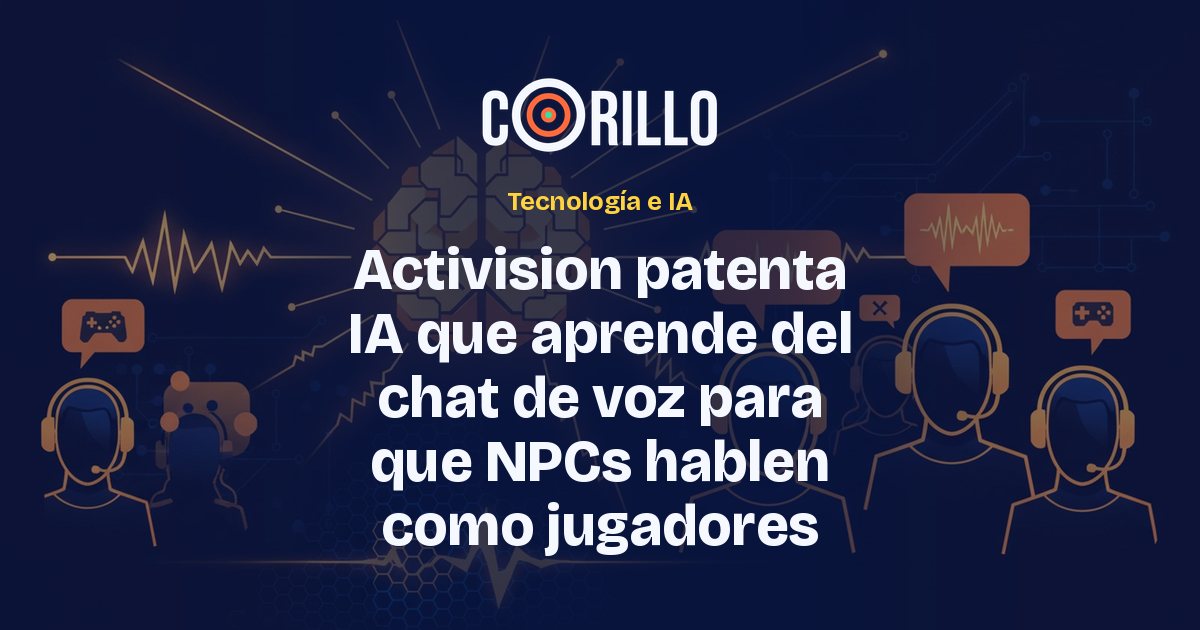 CORILLO
Tecnología e IA
Activision patenta
IA que aprende del
chat de voz para
que NPCs hablen
como jugadores